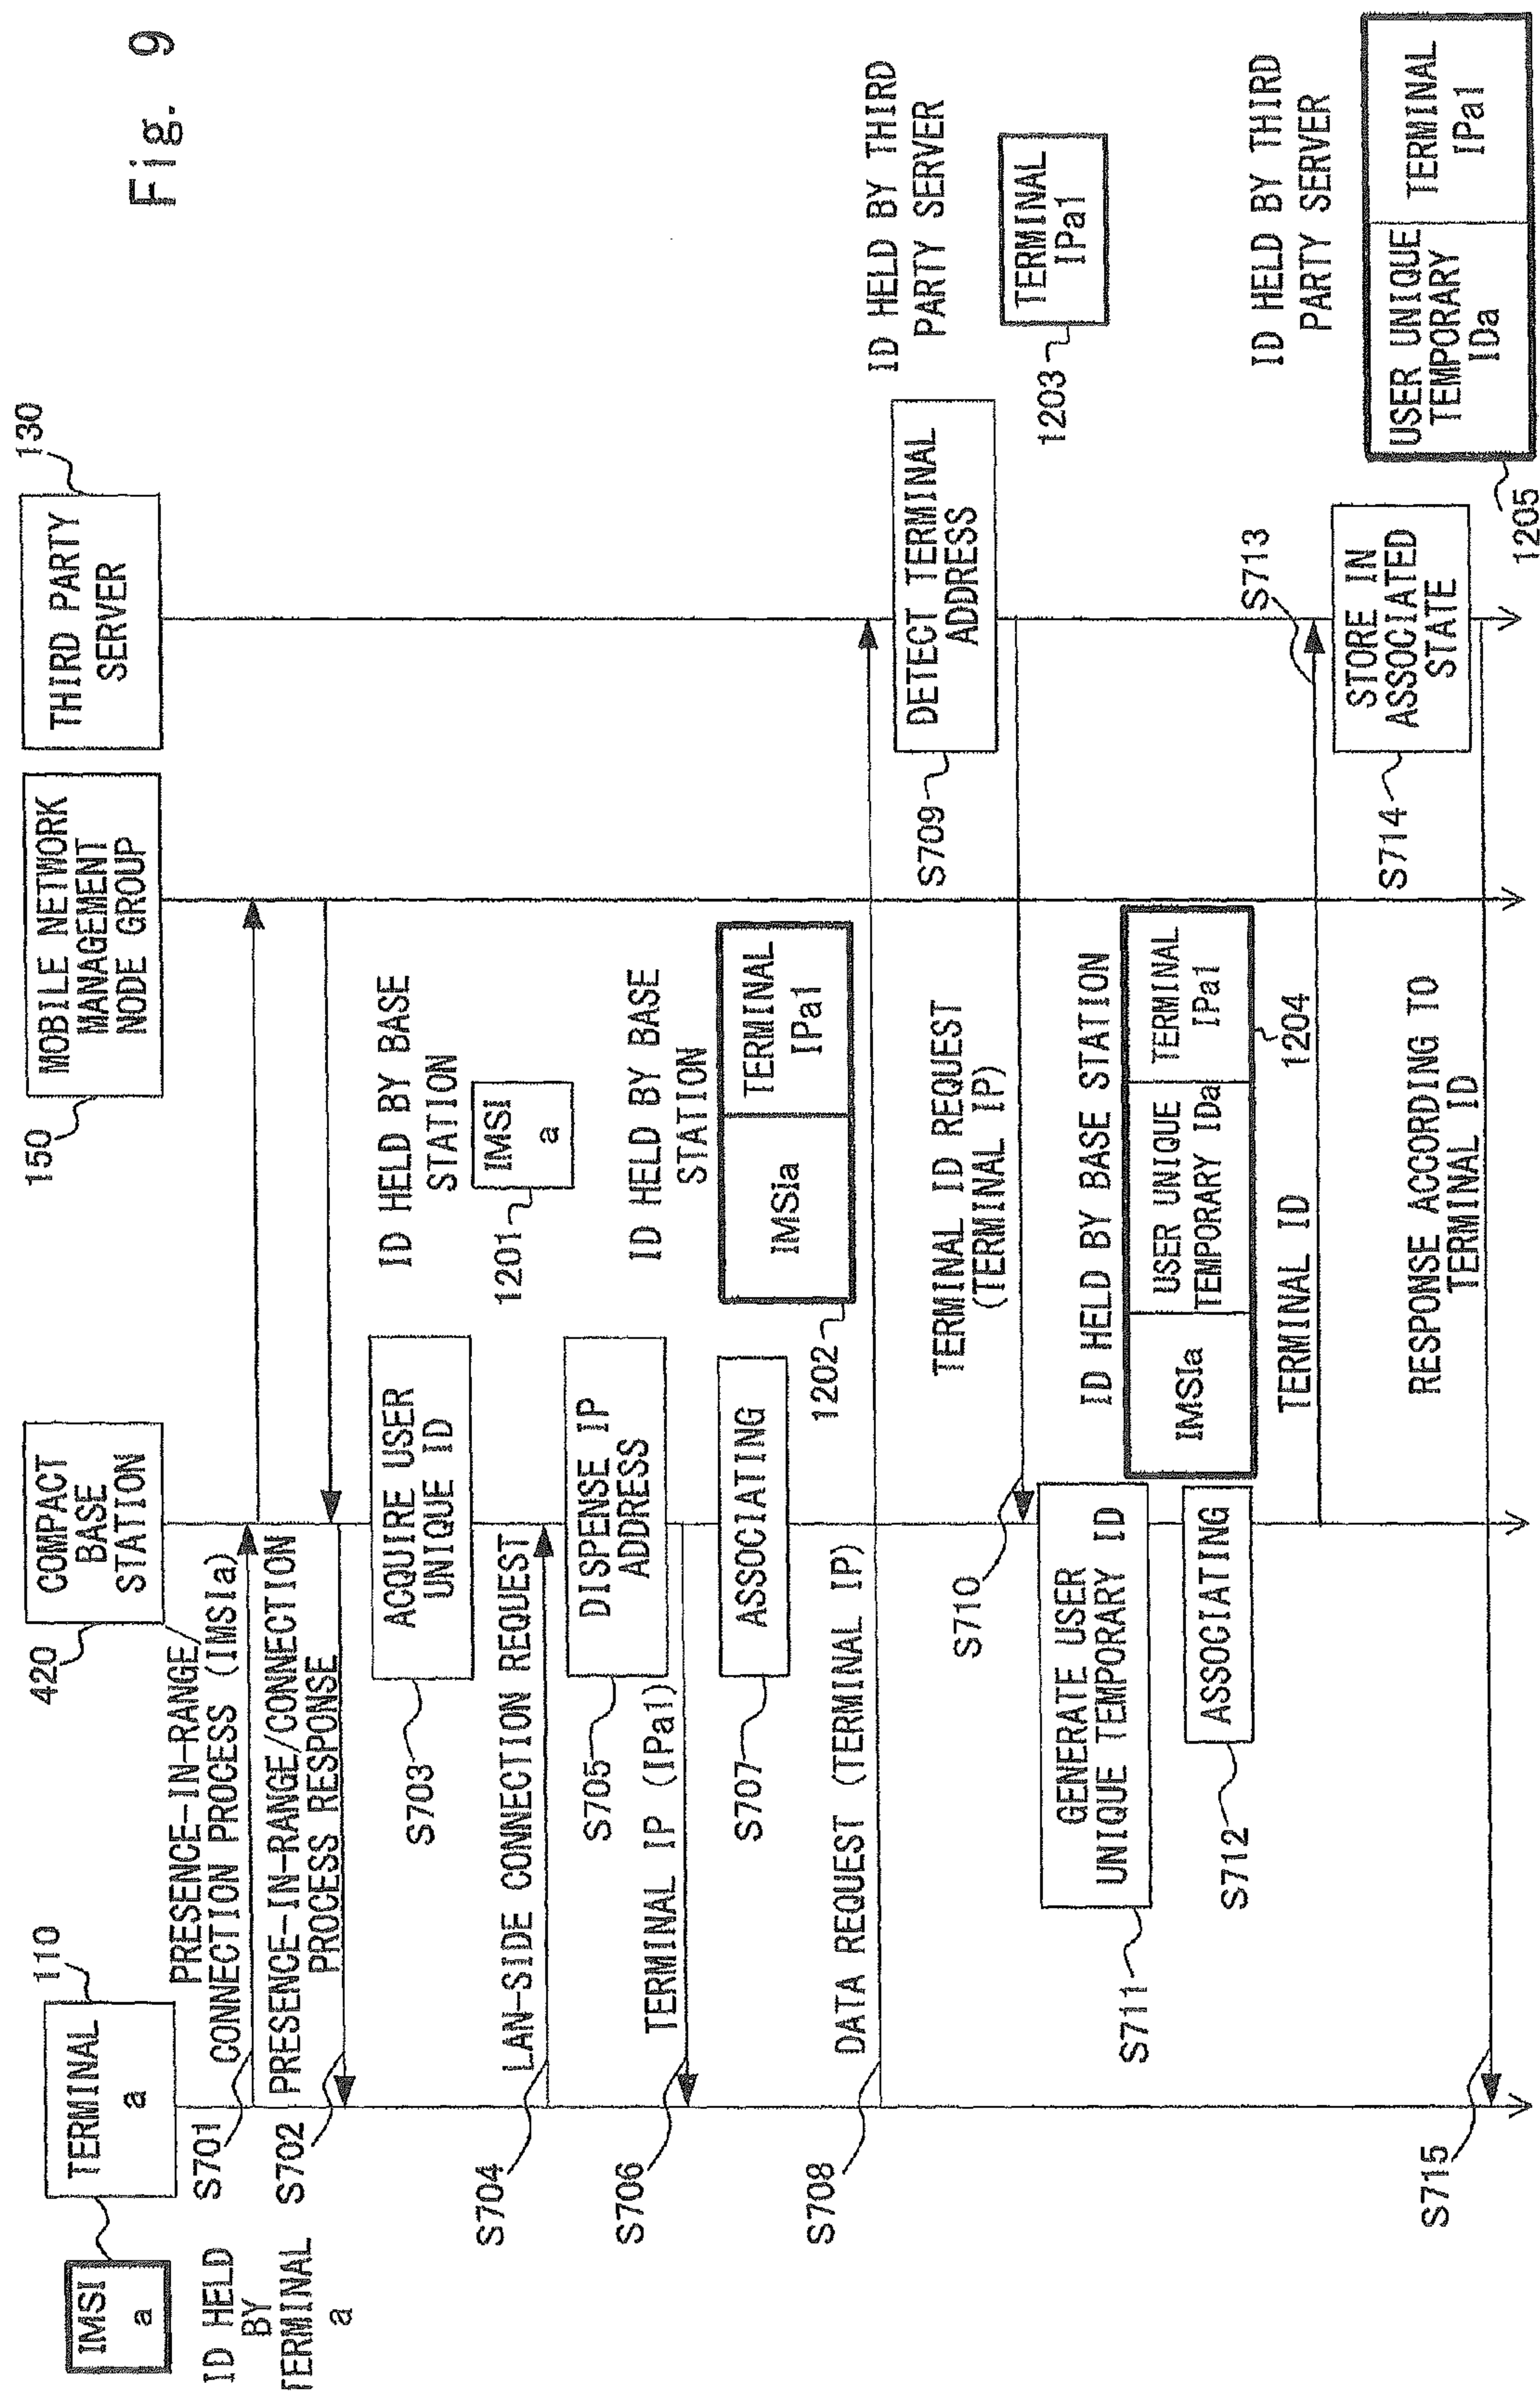 Fig. 9
IMSI
a
ID HELD
BY
TERMINAL
a
TERMINAL
a
110
COMPACT
BASE
STATION
420
MOBILE NETWORK
MANAGEMENT
NODE GROUP
150
THIRD PARTY
SERVER
130
S701
PRESENCE-IN-RANGE
CONNECTION PROCESS (IMSIa)
S702
PRESENCE-IN-RANGE/CONNECTION
PROCESS RESPONSE
S703
ACQUIRE USER
UNIQUE ID
ID HELD BY BASE
STATION
IMSI
a
1201
S704
LAN-SIDE CONNECTION REQUEST
S705
DISPENSE IP
ADDRESS
S706
TERMINAL IP (IPa1)
S707
ASSOCIATING
ID HELD BY BASE
STATION
IMSIa
TERMINAL
IPa1
1202
S708
DATA REQUEST (TERMINAL IP)
S709
DETECT TERMINAL
ADDRESS
ID HELD BY THIRD
PARTY SERVER
TERMINAL
IPa1
1203
S710
TERMINAL ID REQUEST
(TERMINAL IP)
S711
GENERATE USER
UNIQUE TEMPORARY ID
S712
ASSOCIATING
ID HELD BY BASE STATION
IMSIa
USER UNIQUE
TEMPORARY IDa
TERMINAL
IPa1
1204
TERMINAL ID
S713
S714
STORE IN
ASSOCIATED
STATE
ID HELD BY THIRD
PARTY SERVER
USER UNIQUE
TEMPORARY
IDa
TERMINAL
IPa1
1205
S715
RESPONSE ACCORDING TO
TERMINAL ID